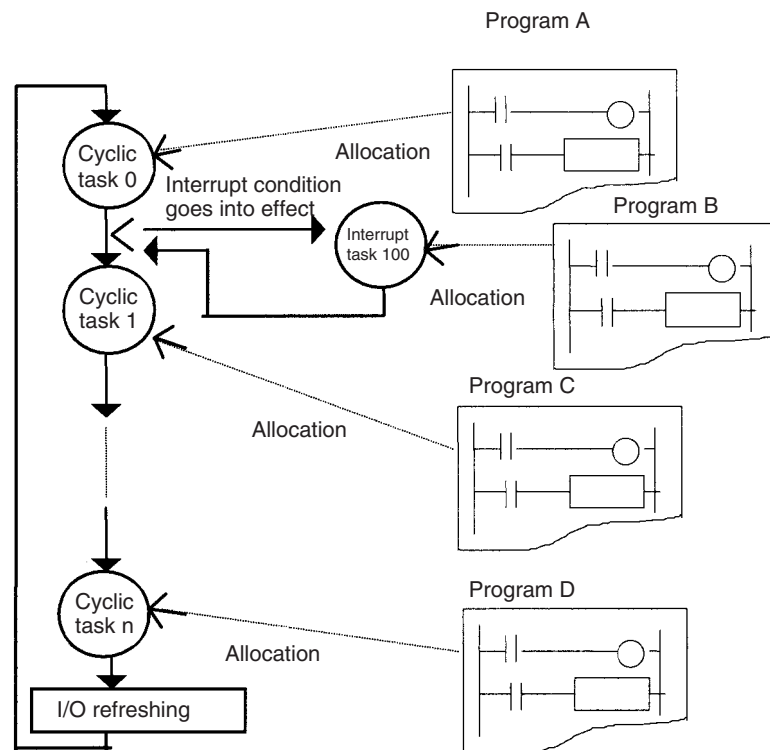 Program A
Cyclic
task 0
Allocation
Interrupt condition
goes into effect
Program B
Interrupt
task 100
Allocation
Cyclic
task 1
Program C
Allocation
Program D
Cyclic
task n
Allocation
I/O refreshing